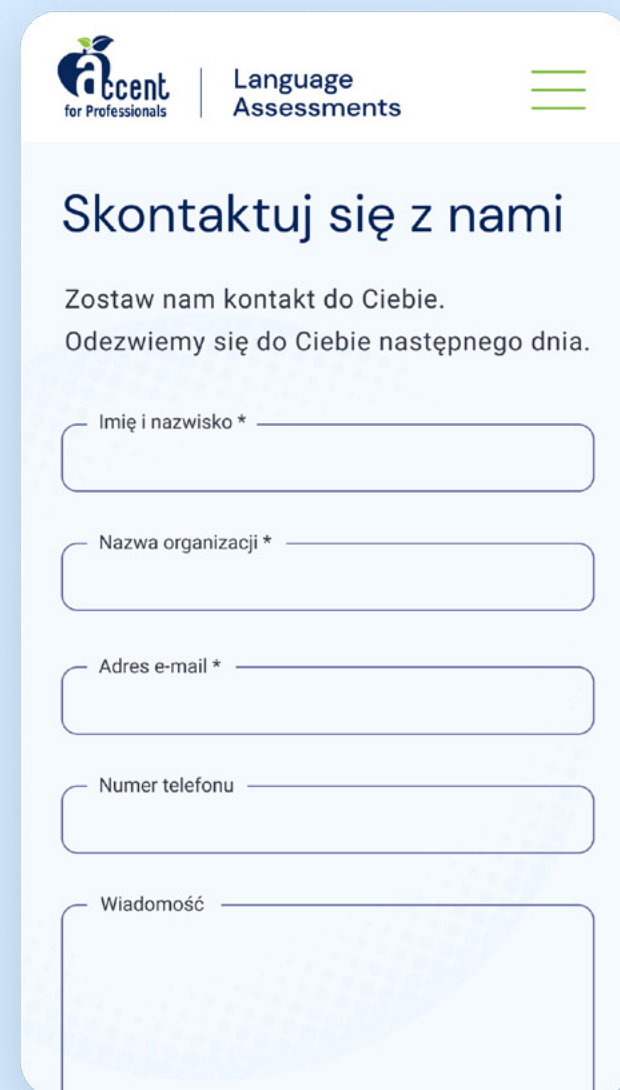 accent
for Professionals
Language
Assessments
Skontaktuj się z nami
Zostaw nam kontakt do Ciebie.
Odezwiemy się do Ciebie następnego dnia.
Imię i nazwisko *
Nazwa organizacji *
Adres e-mail *
Numer telefonu
Wiadomość